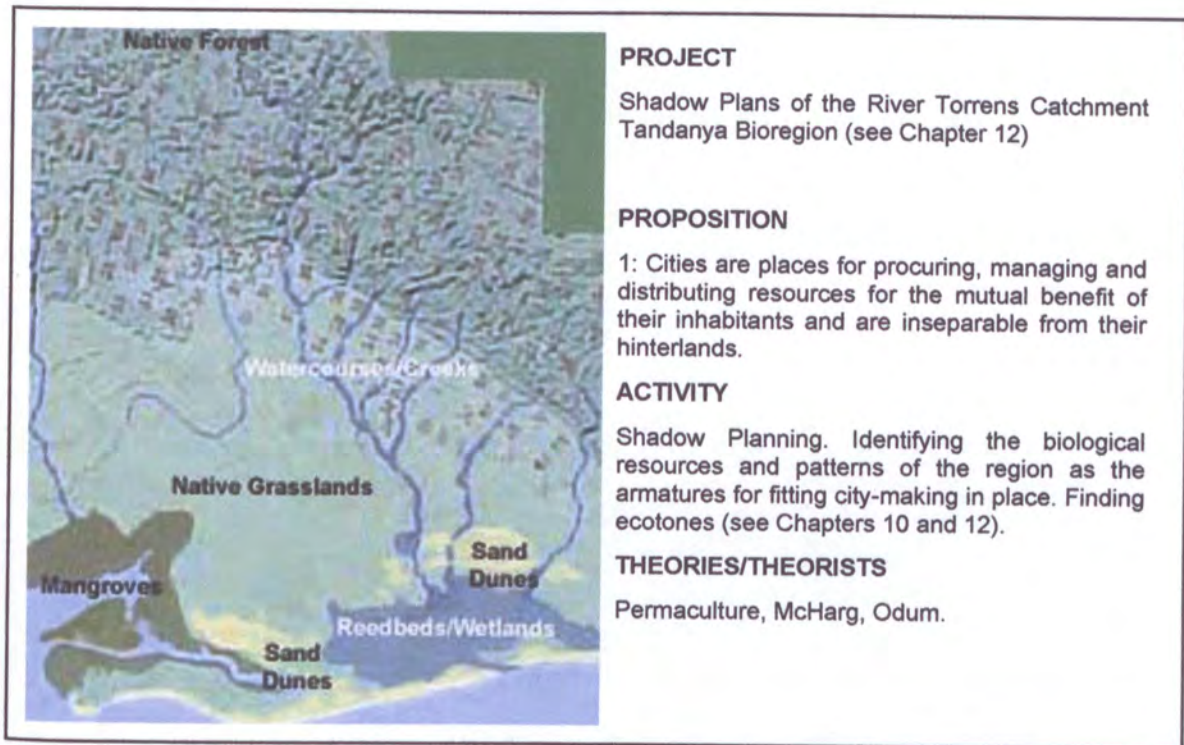 Native Forest
Watercourses/Creeks
Native Grasslands
Mangroves
Sand
Dunes
Reedbeds/Wetlands
Sand
Dunes
PROJECT
Shadow Plans of the River Torrens Catchment
Tandanya Bioregion (see Chapter 12)
PROPOSITION
1: Cities are places for procuring, managing and
distributing resources for the mutual benefit of
their inhabitants and are inseparable from their
hinterlands.
ACTIVITY
Shadow Planning. Identifying the biological
resources and patterns of the region as the
armatures for fitting city-making in place. Finding
ecotones (see Chapters 10 and 12).
THEORIES/THEORISTS
Permaculture, McHarg, Odum.